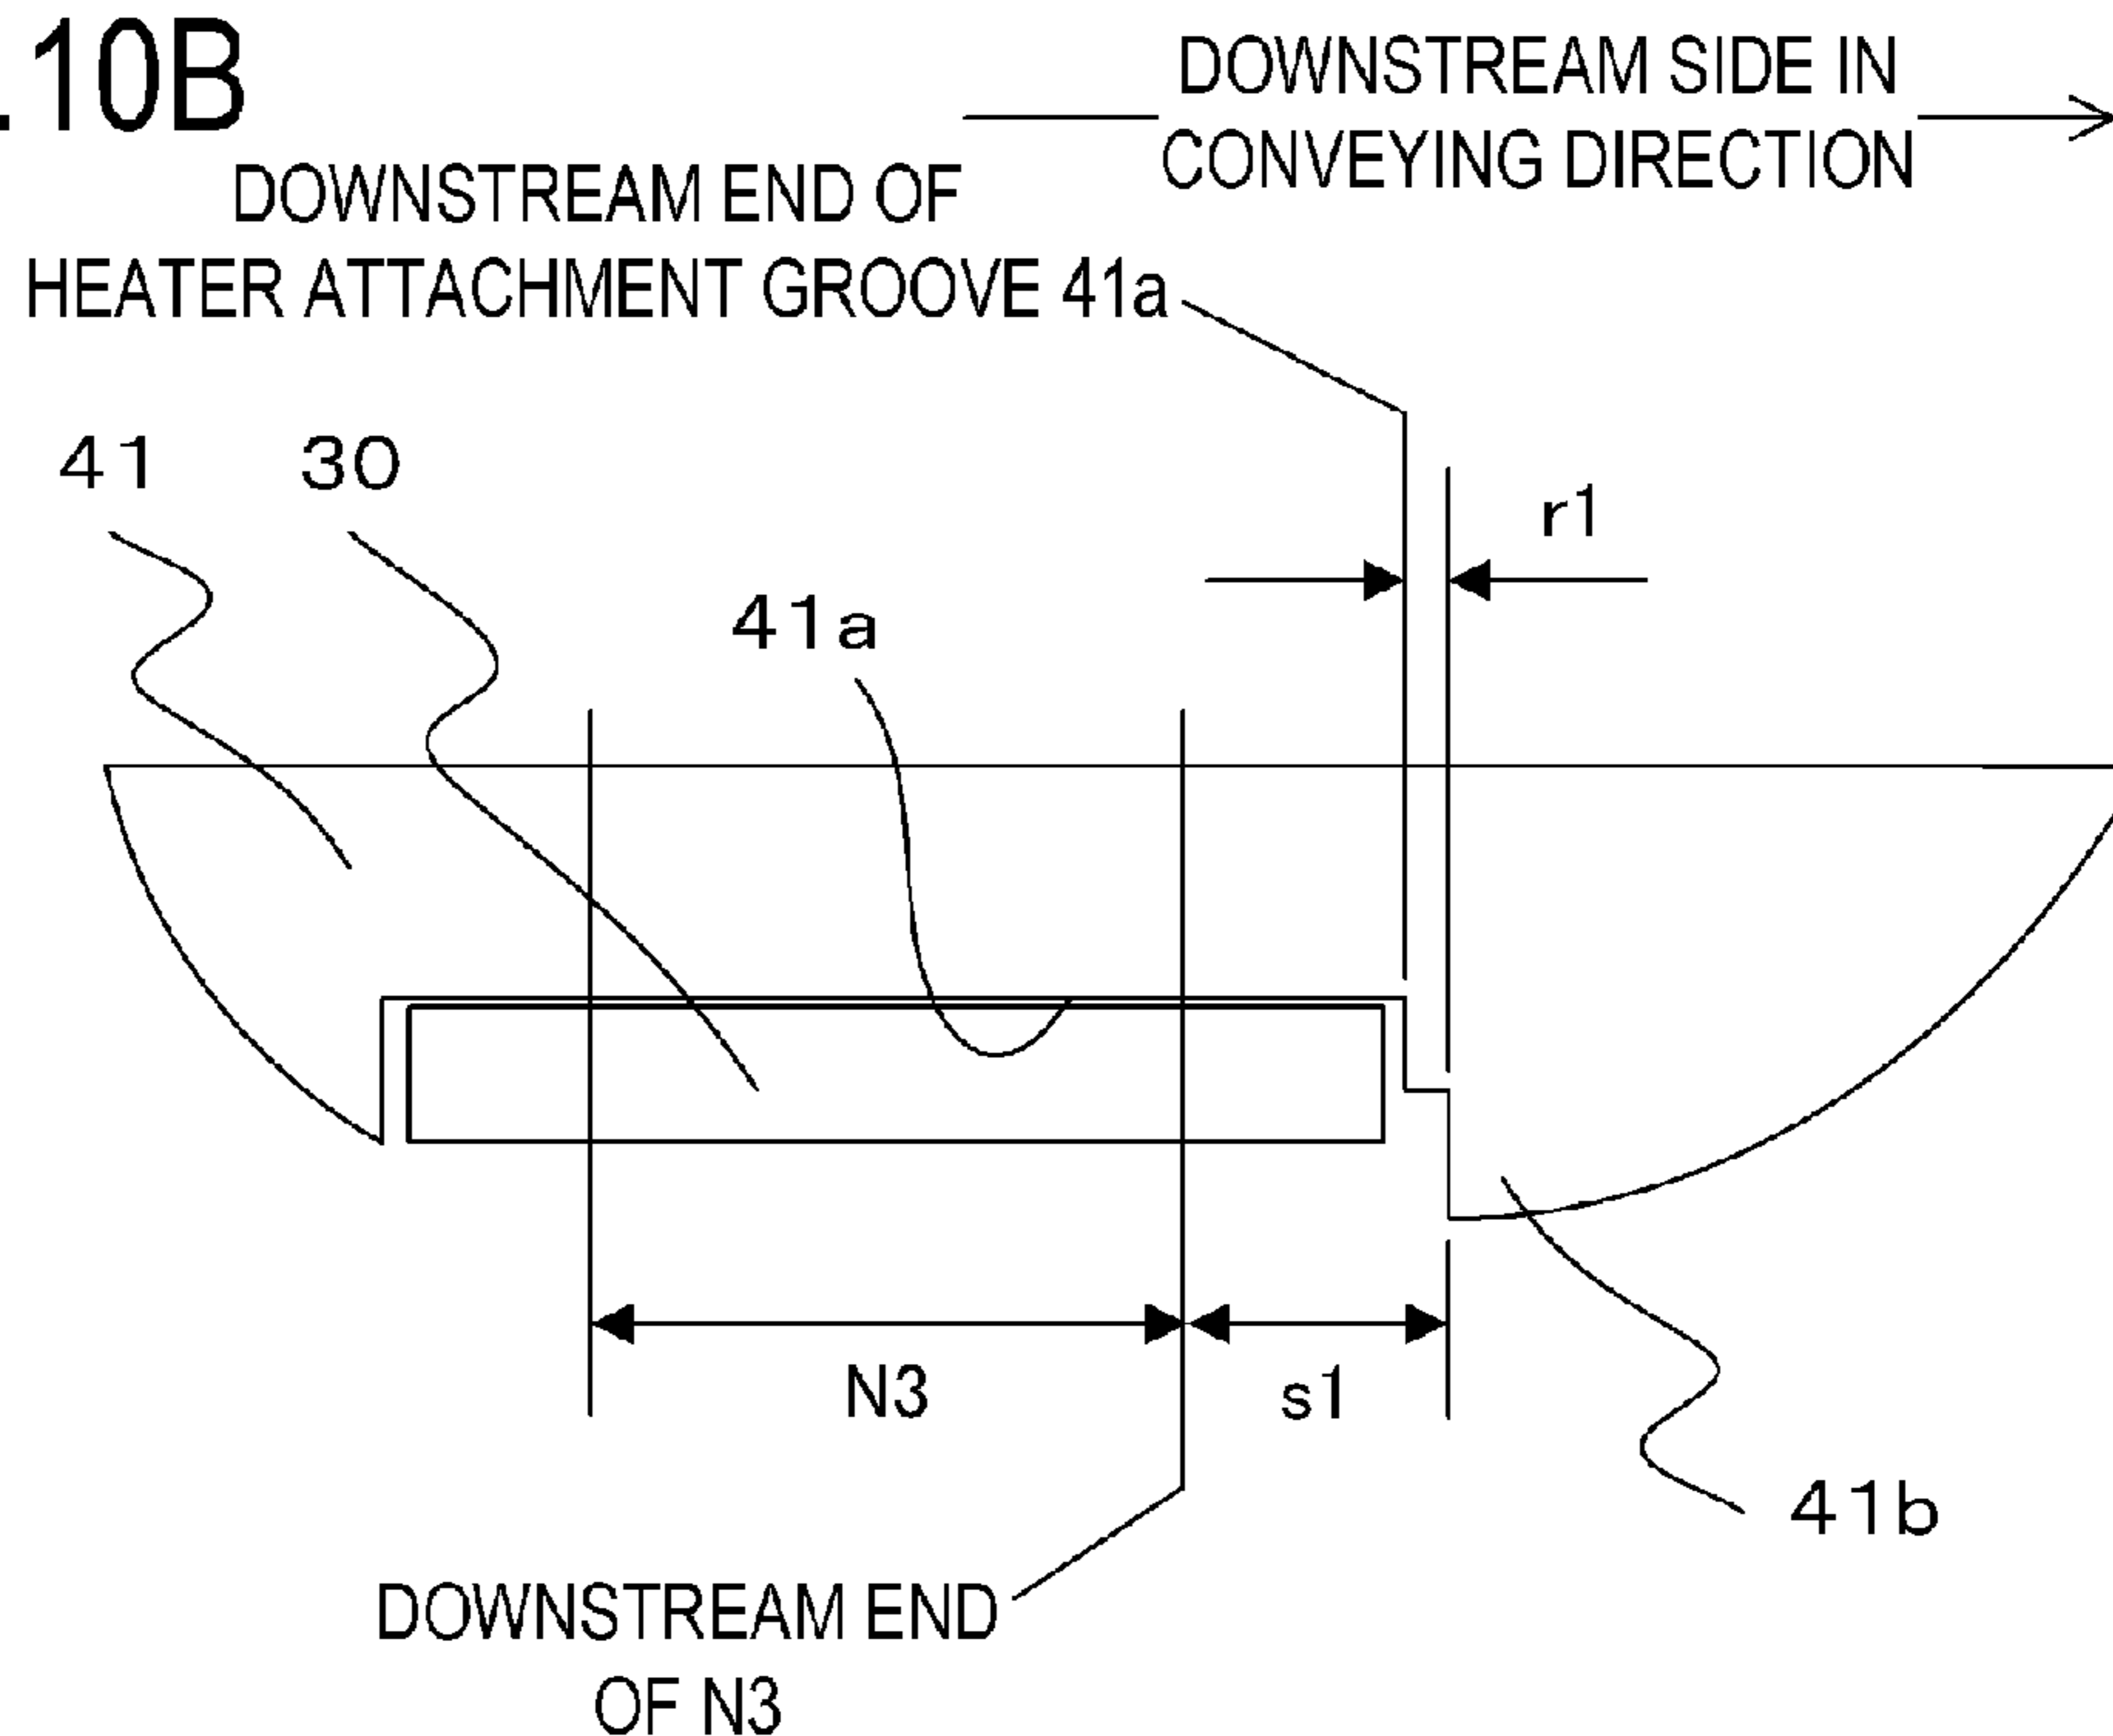 .10B
DOWNSTREAM SIDE IN
CONVEYING DIRECTION
DOWNSTREAM END OF
HEATER ATTACHMENT GROOVE 41a
41
30
r1
41a
N3
s1
41b
DOWNSTREAM END
OF N3